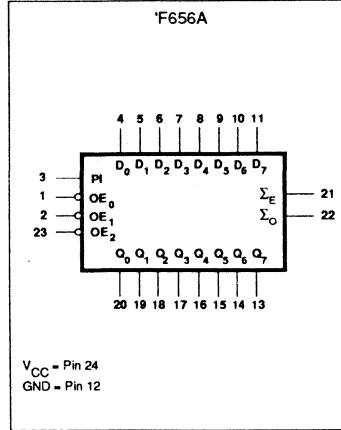 'F656A
4 5 6 7 8 9 10 11
D0 D1 D2 D3 D4 D5 D6 D7
3 PI
1 OE0
2 OE1
23 OE2
ΣE 21
ΣO 22
Q0 Q1 Q2 Q3 Q4 Q5 Q6 Q7
20 19 18 17 16 15 14 13
VCC = Pin 24
GND = Pin 12